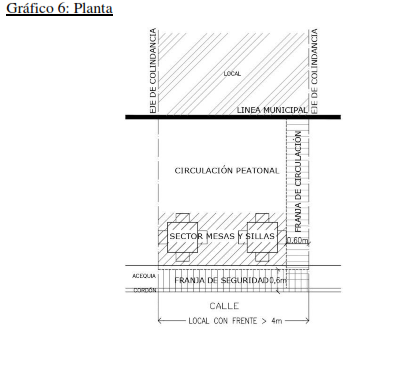 Gráfico 6: Planta
EJE DE COLINDANCIA
EJE DE COLINDANCIA
LOCAL
LINEA MUNICIPAL
FRANJA DE CIRCULACIÓN
CIRCULACIÓN PEATONAL
SECTOR MESAS Y SILLAS
0.60m
ACEQUIA
FRANJA DE SEGURIDAD 0,6m
CORDÓN
CALLE
LOCAL CON FRENTE > 4m